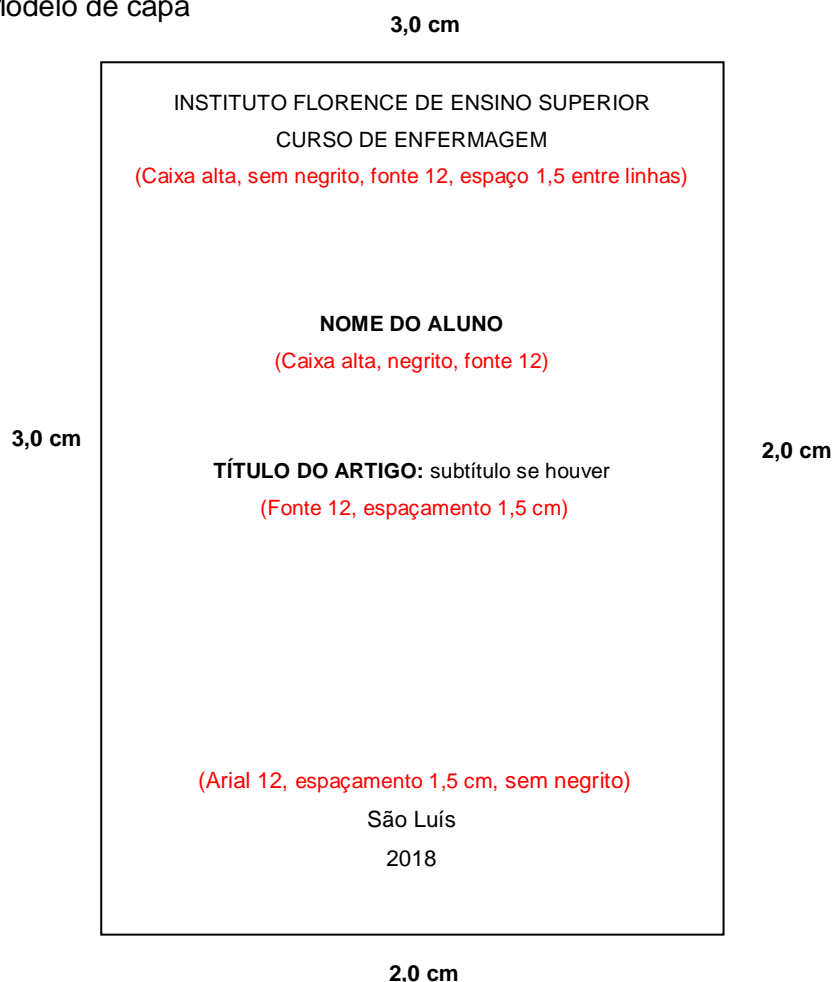 Modelo de capa
3,0 cm
INSTITUTO FLORENCE DE ENSINO SUPERIOR
CURSO DE ENFERMAGEM
(Caixa alta, sem negrito, fonte 12, espaço 1,5 entre linhas)
NOME DO ALUNO
(Caixa alta, negrito, fonte 12)
3,0 cm
2,0 cm
TÍTULO DO ARTIGO: subtítulo se houver
(Fonte 12, espaçamento 1,5 cm)
(Arial 12, espaçamento 1,5 cm, sem negrito)
São Luís
2018
2,0 cm